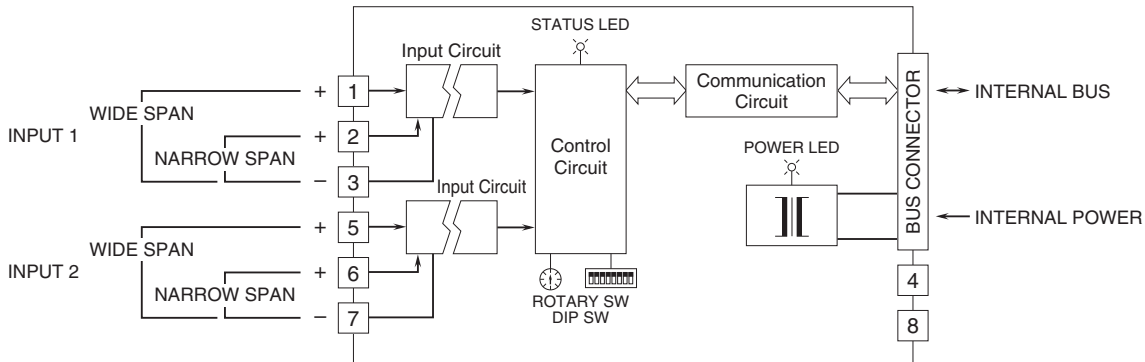 STATUS LED
Input Circuit
1
+
WIDE SPAN
INPUT 1
2
+
NARROW SPAN
3
−
Control
Circuit
Communication
Circuit
BUS CONNECTOR
INTERNAL BUS
POWER LED
INTERNAL POWER
Input Circuit
5
+
WIDE SPAN
INPUT 2
6
+
NARROW SPAN
7
−
ROTARY SW
DIP SW
4
8